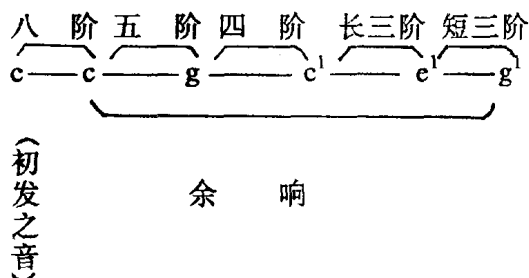 八 阶 五 阶 四 阶 长三阶 短三阶
c — c — g — c¹ — e¹ — g¹
余 响
（初发之音）